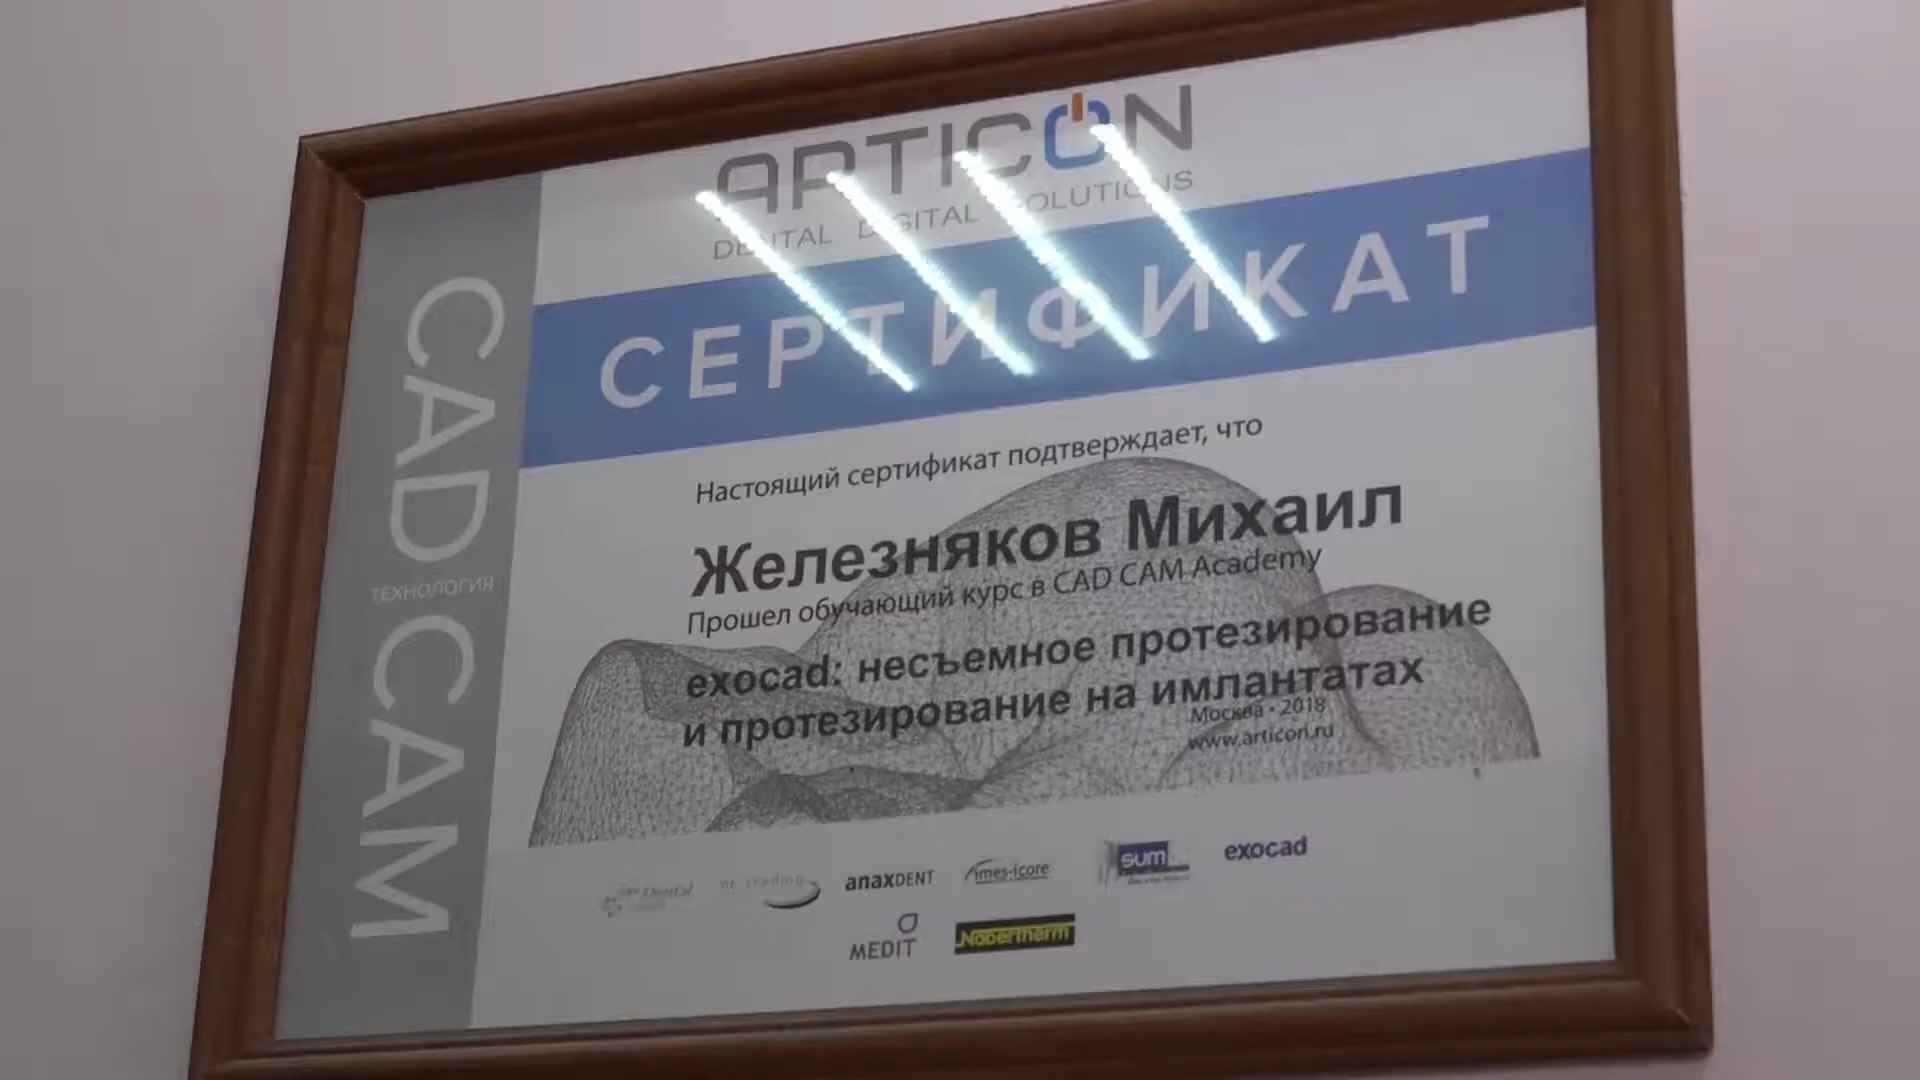 ARTICON
DENTAL DIGITAL SOLUTIONS
СЕРТИФИКАТ
CAD CAM
ТЕХНОЛОГИЯ
Настоящий сертификат подтверждает, что
Железняков Михаил
Прошел обучающий курс в CAD CAM Academy
exocad: несъемное протезирование
и протезирование на имлантатах
Москва · 2018
www.articon.ru
Dental
anaxDENT
imes-icore
sum
exocad
MEDIT
Nabertherm